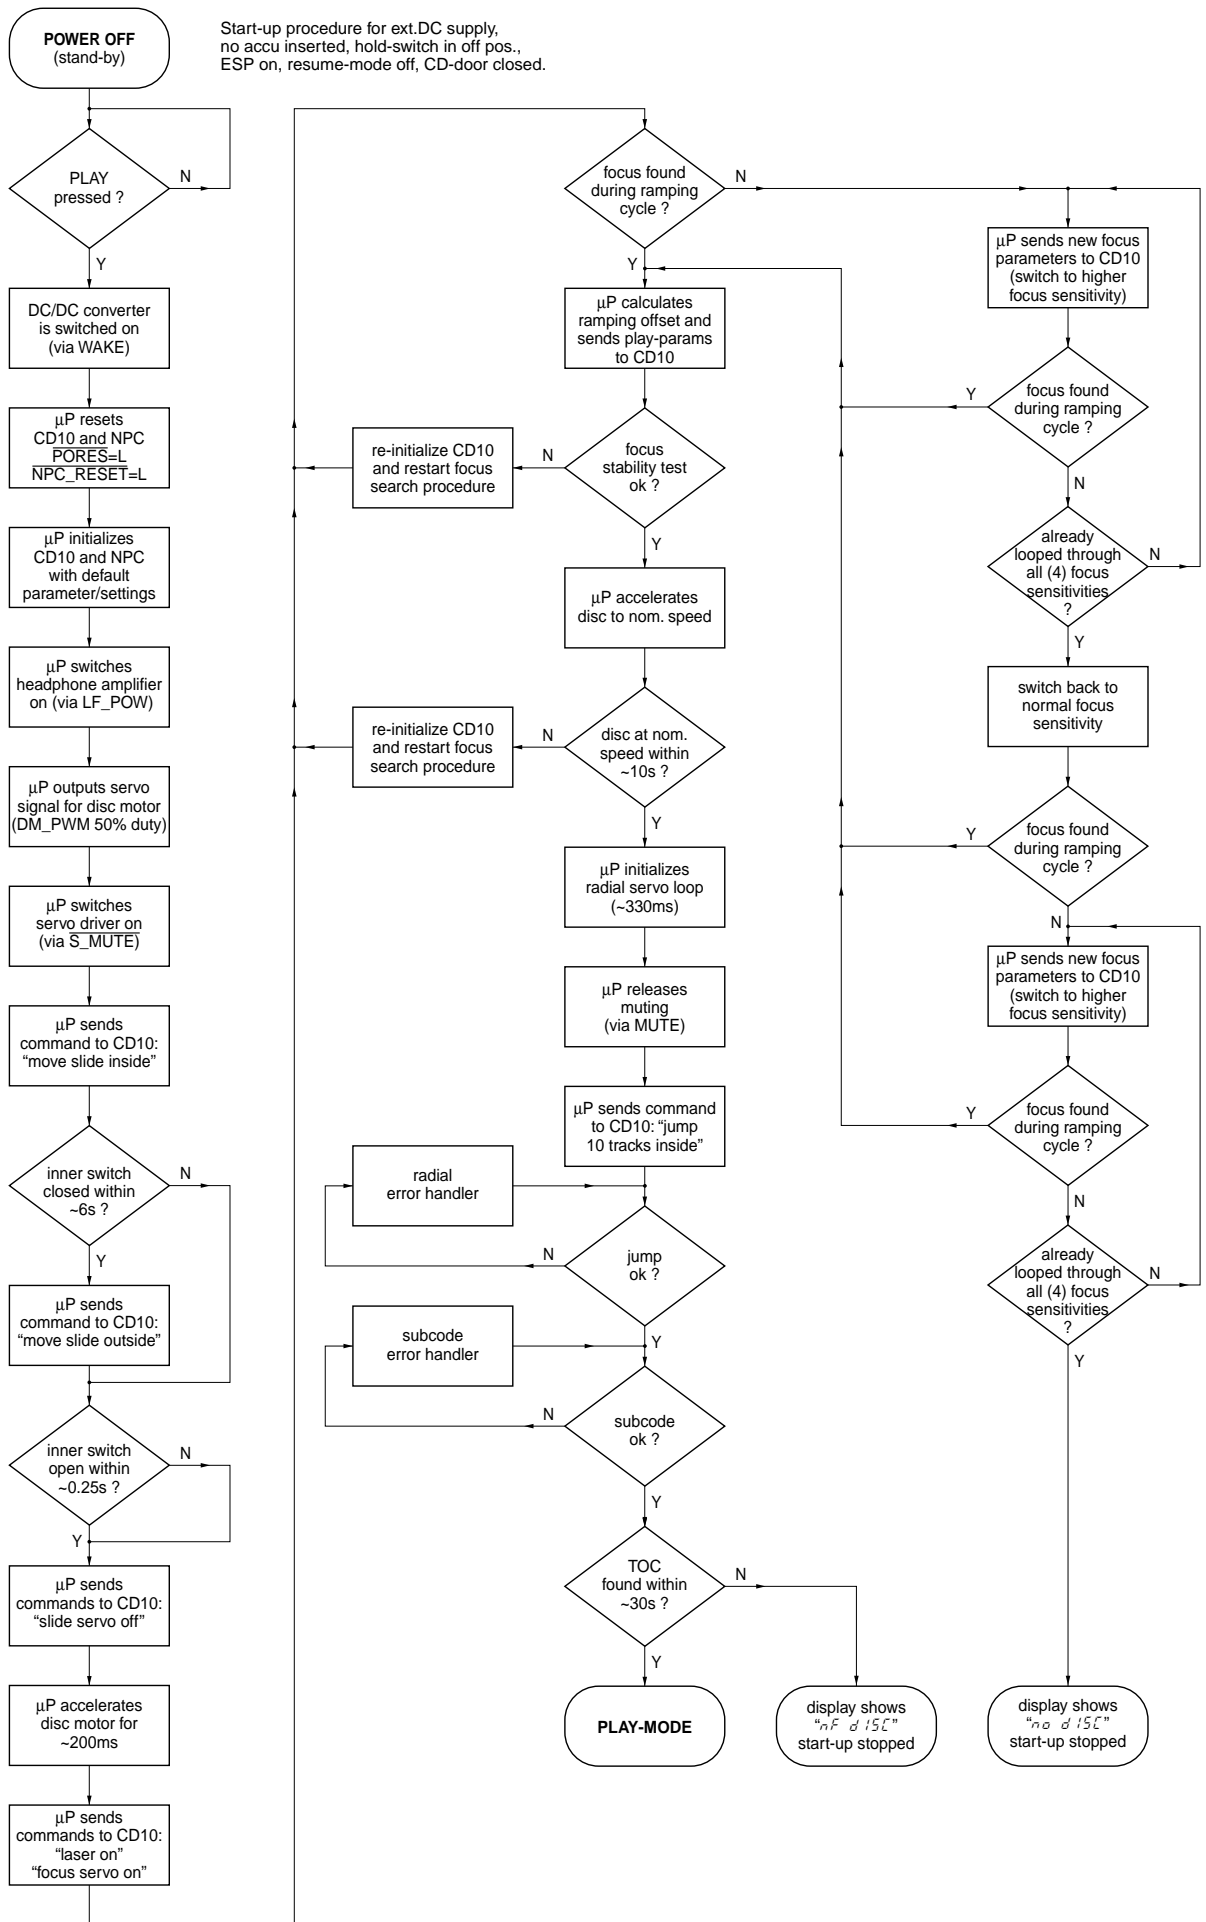 POWER OFF
(stand-by)
Start-up procedure for ext.DC supply,
no accu inserted, hold-switch in off pos.,
ESP on, resume-mode off, CD-door closed.
PLAY
pressed ?
N
Y
DC/DC converter
is switched on
(via WAKE)
µP resets
CD10 and NPC
PORES=L
NPC_RESET=L
µP initializes
CD10 and NPC
with default
parameter/settings
µP switches
headphone amplifier
on (via LF_POW)
µP outputs servo
signal for disc motor
(DM_PWM 50% duty)
µP switches
servo driver on
(via S_MUTE)
µP sends
command to CD10:
“move slide inside”
inner switch
closed within
~6s ?
N
Y
µP sends
command to CD10:
“move slide outside”
inner switch
open within
~0.25s ?
N
Y
µP sends
commands to CD10:
“slide servo off”
µP accelerates
disc motor for
~200ms
µP sends
commands to CD10:
“laser on”
“focus servo on”
focus found
during ramping
cycle ?
N
Y
µP calculates
ramping offset and
sends play-params
to CD10
focus
stability test
ok ?
N
re-initialize CD10
and restart focus
search procedure
Y
µP accelerates
disc to nom. speed
disc at nom.
speed within
~10s ?
N
re-initialize CD10
and restart focus
search procedure
Y
µP initializes
radial servo loop
(~330ms)
µP releases
muting
(via MUTE)
µP sends command
to CD10: “jump
10 tracks inside”
radial
error handler
jump
ok ?
N
Y
subcode
error handler
subcode
ok ?
N
Y
TOC
found within
~30s ?
N
Y
PLAY-MODE
display shows
“nF dISC”
start-up stopped
µP sends new focus
parameters to CD10
(switch to higher
focus sensitivity)
focus found
during ramping
cycle ?
Y
N
already
looped through
all (4) focus
sensitivities
?
N
Y
switch back to
normal focus
sensitivity
focus found
during ramping
cycle ?
Y
N
µP sends new focus
parameters to CD10
(switch to higher
focus sensitivity)
focus found
during ramping
cycle ?
Y
N
already
looped through
all (4) focus
sensitivities
?
N
Y
display shows
“no dISC”
start-up stopped